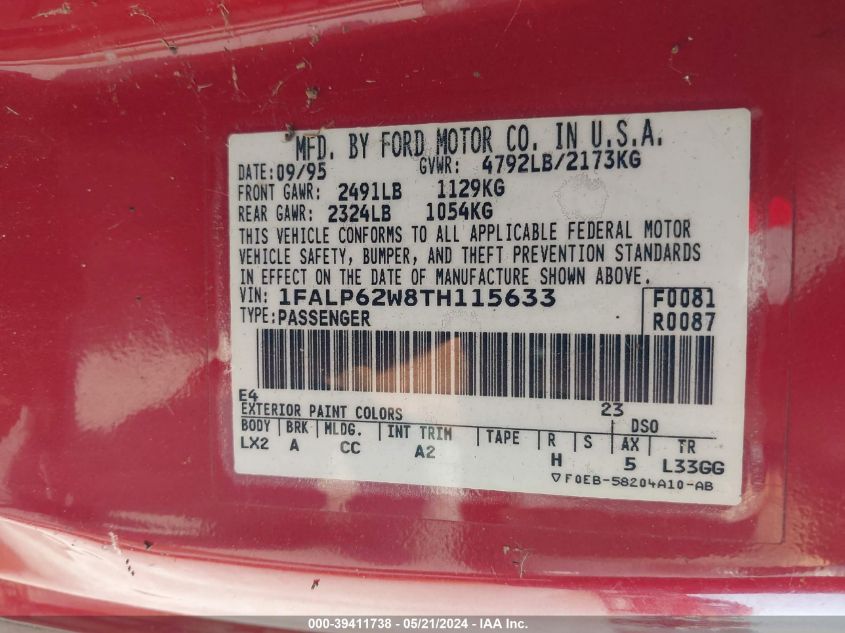 MFD. BY FORD MOTOR CO. IN U.S.A.
DATE: 09/95 GVWR: 4792LB/2173KG
FRONT GAWR: 2491LB 1129KG
REAR GAWR: 2324LB 1054KG
THIS VEHICLE CONFORMS TO ALL APPLICABLE FEDERAL MOTOR
VEHICLE SAFETY, BUMPER, AND THEFT PREVENTION STANDARDS
IN EFFECT ON THE DATE OF MANUFACTURE SHOWN ABOVE.
VIN: 1FALP62W8TH115633 F0081
TYPE: PASSENGER R0087
E4 23
EXTERIOR PAINT COLORS DSO
BODY BRK MLDG. INT TRIM TAPE R S AX TR
LX2 A CC A2 H 5 L33GG
▽F0EB-58204A10-AB
000-39411738 - 05/21/2024 - IAA Inc.